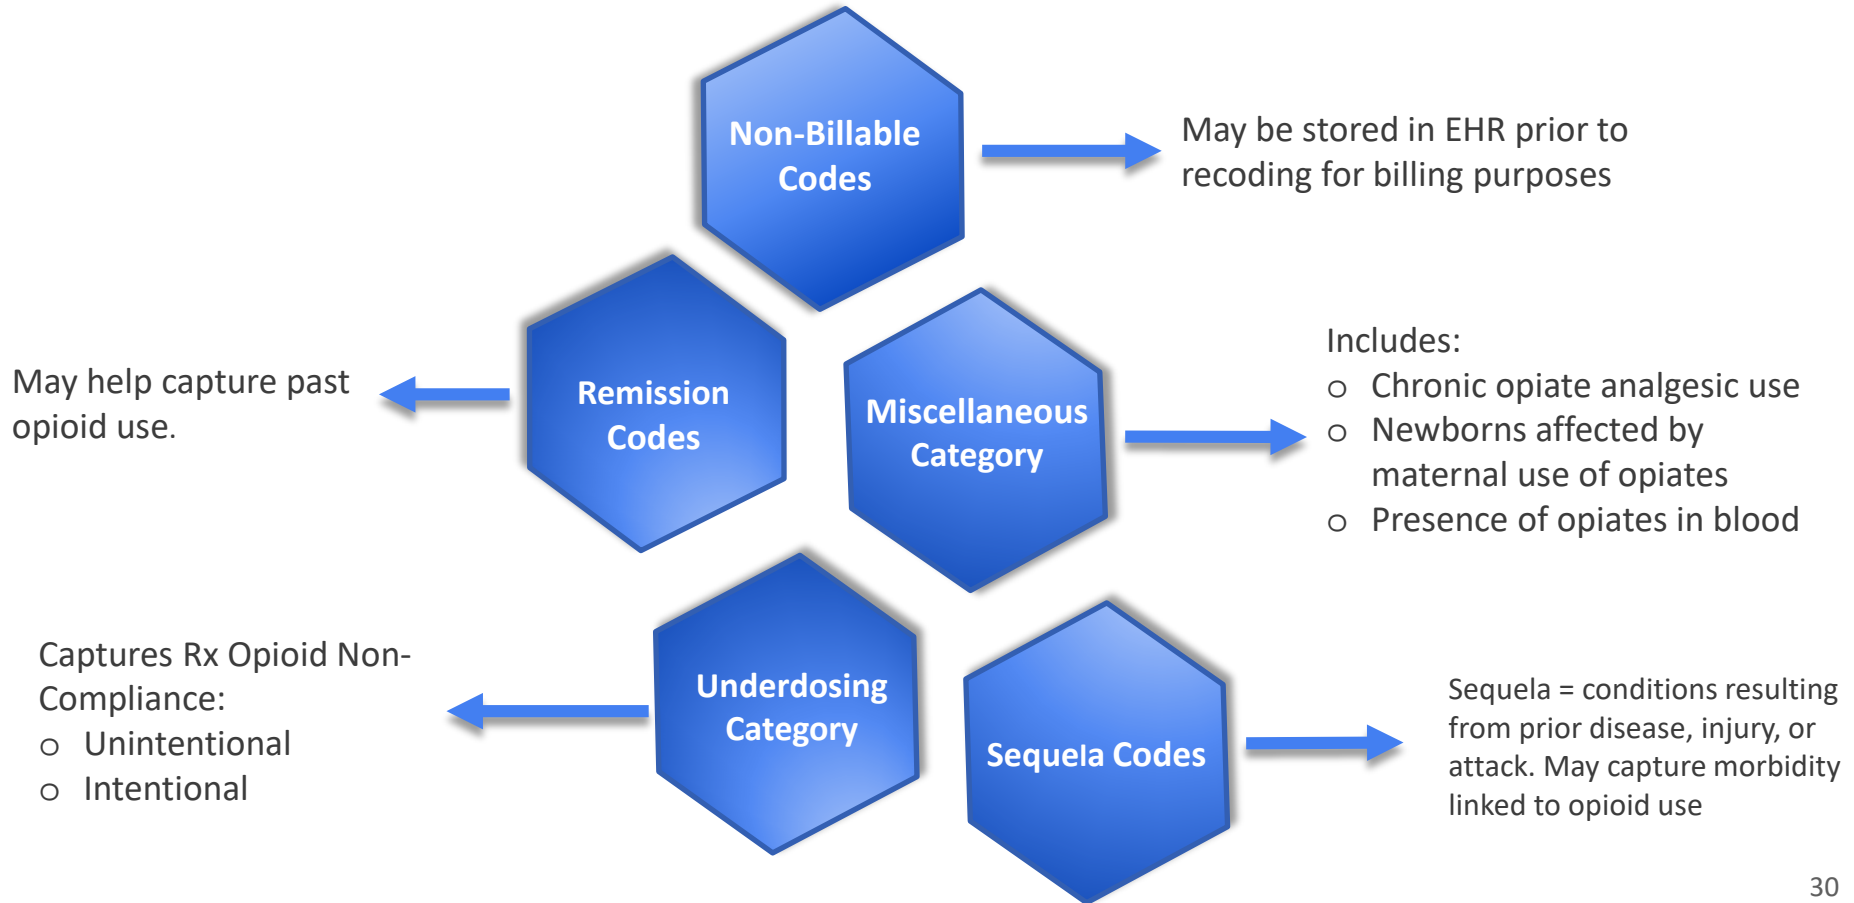 Non-Billable
Codes
May be stored in EHR prior to
recoding for billing purposes
May help capture past
opioid use.
Remission
Codes
Miscellaneous
Category
Includes:
o Chronic opiate analgesic use
o Newborns affected by
maternal use of opiates
o Presence of opiates in blood
Captures Rx Opioid Non-
Compliance:
o Unintentional
o Intentional
Underdosing
Category
Sequela Codes
Sequela = conditions resulting
from prior disease, injury, or
attack. May capture morbidity
linked to opioid use
30